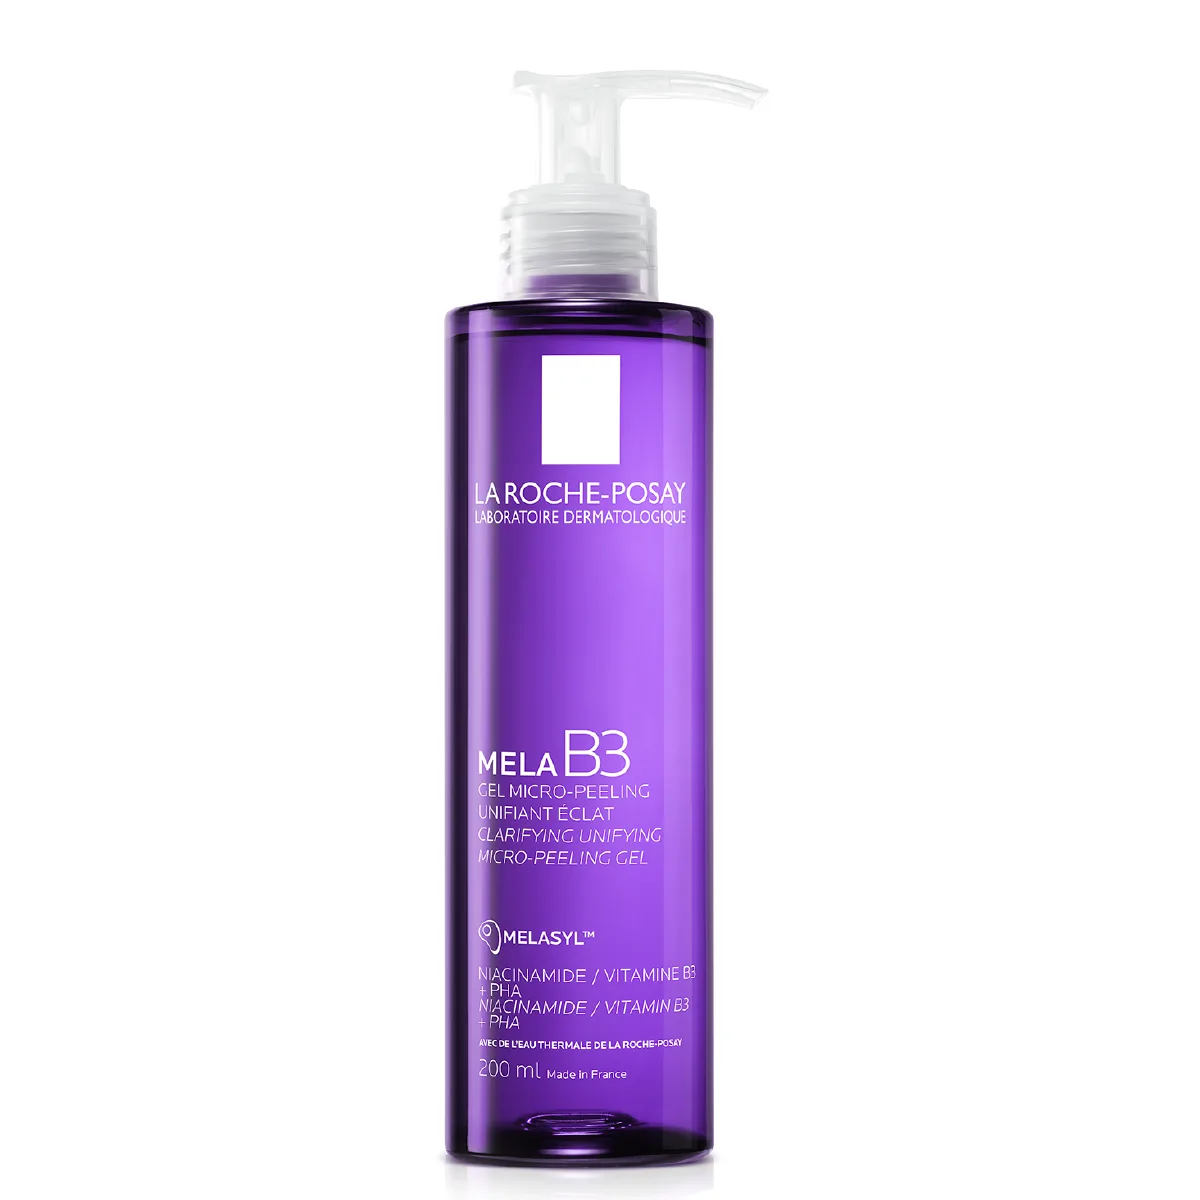 LA ROCHE-POSAY
LABORATOIRE DERMATOLOGIQUE
MELA B3
GEL MICRO-PEELING
UNIFIANT ÉCLAT
CLARIFYING UNIFYING
MICRO-PEELING GEL
MELASYL™
NIACINAMIDE / VITAMINE B3
+ PHA
NIACINAMIDE / VITAMIN B3
+ PHA
AVEC DE L'EAU THERMALE DE LA ROCHE-POSAY
200 ml Made in France